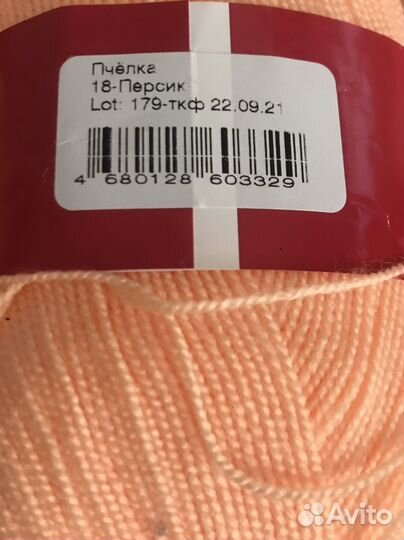 Пчёлка
18-Персик
Lot: 179-ткф 22.09.21
4 680128 603329
Avito